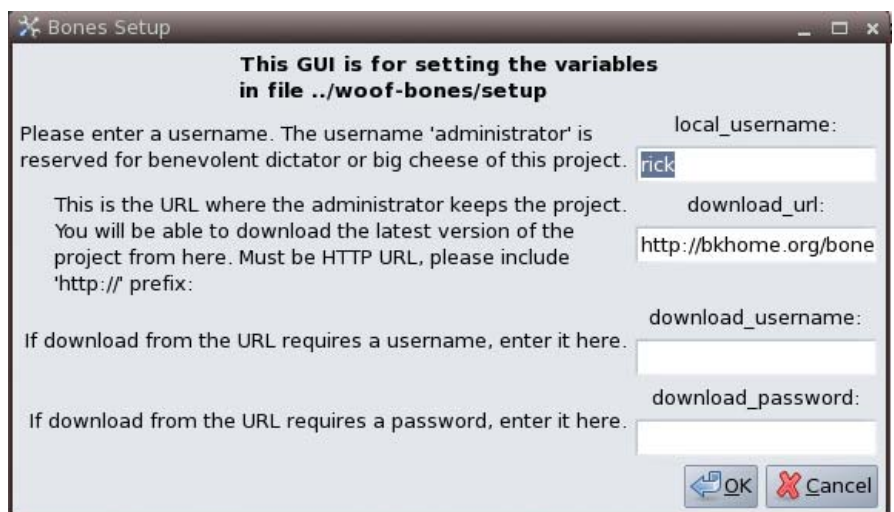 Bones Setup
This GUI is for setting the variables
in file ../woof-bones/setup
Please enter a username. The username 'administrator' is
reserved for benevolent dictator or big cheese of this project.
local_username:
rick
This is the URL where the administrator keeps the project.
You will be able to download the latest version of the
project from here. Must be HTTP URL, please include
'http://' prefix:
download_url:
http://bkhome.org/bone
If download from the URL requires a username, enter it here.
download_username:
If download from the URL requires a password, enter it here.
download_password:
OK
Cancel